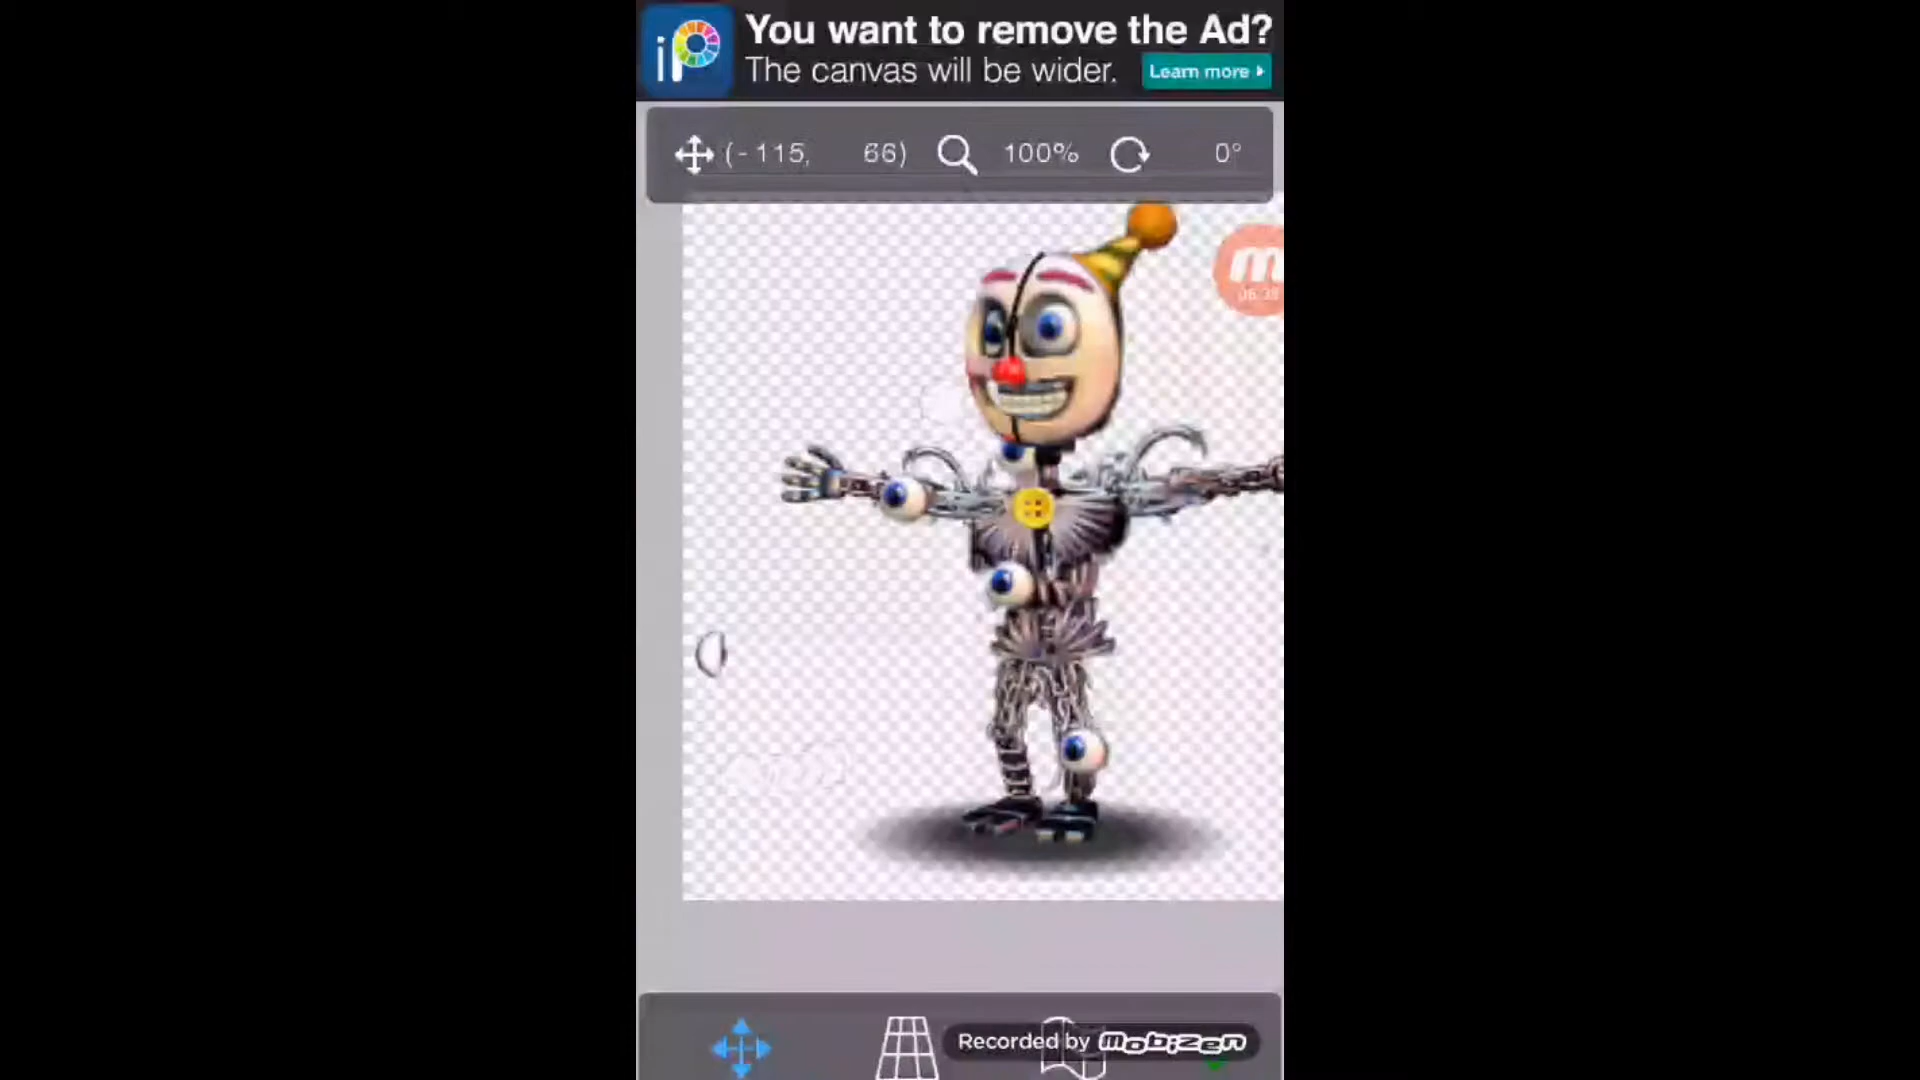 iP
You want to remove the Ad?
The canvas will be wider.
Learn more
(-115, 66) 100% 0°
m
Recorded by mobizen